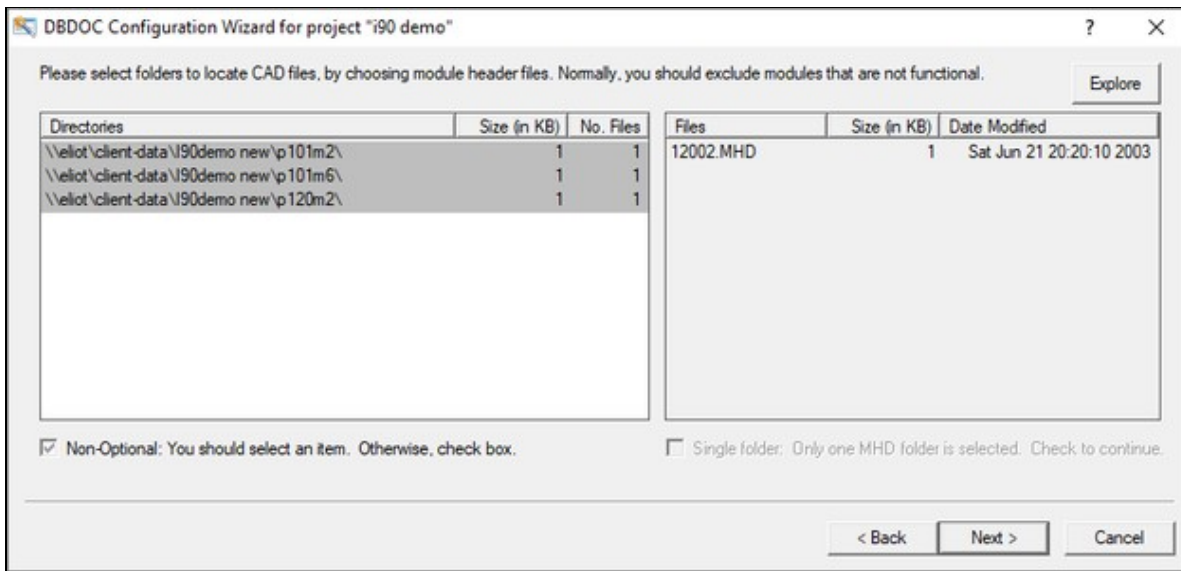 DBDOC Configuration Wizard for project "i90 demo"
? X
Please select folders to locate CAD files, by choosing module header files. Normally, you should exclude modules that are not functional.
Explore
Directories Size (in KB) No. Files
\\eliot\client-data\I90demo new\p101m2\ 1 1
\\eliot\client-data\I90demo new\p101m6\ 1 1
\\eliot\client-data\I90demo new\p120m2\ 1 1
Files Size (in KB) Date Modified
12002.MHD 1 Sat Jun 21 20:20:10 2003
Non-Optional: You should select an item. Otherwise, check box.
Single folder: Only one MHD folder is selected. Check to continue.
< Back Next > Cancel